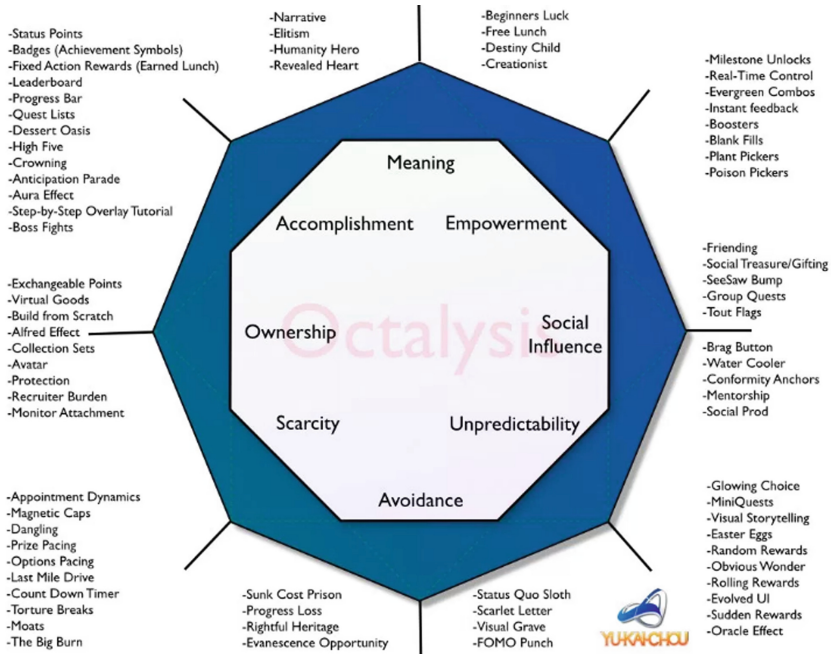 -Narrative
-Elitism
-Humanity Hero
-Revealed Heart
-Beginners Luck
-Free Lunch
-Destiny Child
-Creationist
-Status Points
-Badges (Achievement Symbols)
-Fixed Action Rewards (Earned Lunch)
-Leaderboard
-Progress Bar
-Quest Lists
-Dessert Oasis
-High Five
-Crowning
-Anticipation Parade
-Aura Effect
-Step-by-Step Overlay Tutorial
-Boss Fights
-Milestone Unlocks
-Real-Time Control
-Evergreen Combos
-Instant feedback
-Boosters
-Blank Fills
-Plant Pickers
-Poison Pickers
Meaning
Accomplishment
Empowerment
Ownership
Octalysis
Social
Influence
Scarcity
Unpredictability
Avoidance
-Exchangeable Points
-Virtual Goods
-Build from Scratch
-Alfred Effect
-Collection Sets
-Avatar
-Protection
-Recruiter Burden
-Monitor Attachment
-Friending
-Social Treasure/Gifting
-SeeSaw Bump
-Group Quests
-Tout Flags
-Brag Button
-Water Cooler
-Conformity Anchors
-Mentorship
-Social Prod
-Appointment Dynamics
-Magnetic Caps
-Dangling
-Prize Pacing
-Options Pacing
-Last Mile Drive
-Count Down Timer
-Torture Breaks
-Moats
-The Big Burn
-Sunk Cost Prison
-Progress Loss
-Rightful Heritage
-Evanescence Opportunity
-Status Quo Sloth
-Scarlet Letter
-Visual Grave
-FOMO Punch
YU-KAI-CHOU
-Glowing Choice
-MiniQuests
-Visual Storytelling
-Easter Eggs
-Random Rewards
-Obvious Wonder
-Rolling Rewards
-Evolved UI
-Sudden Rewards
-Oracle Effect